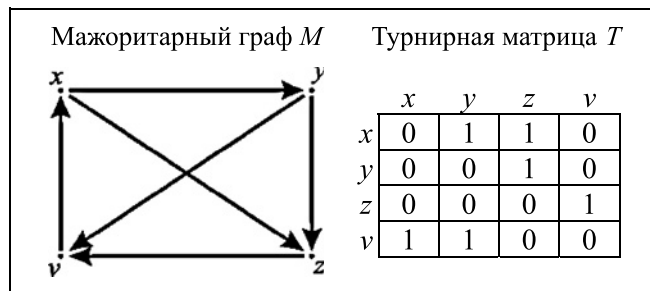 Мажоритарный граф M
Турнирная матрица T
x
y
v
z
x y z v
x 0 1 1 0
y 0 0 1 0
z 0 0 0 1
v 1 1 0 0